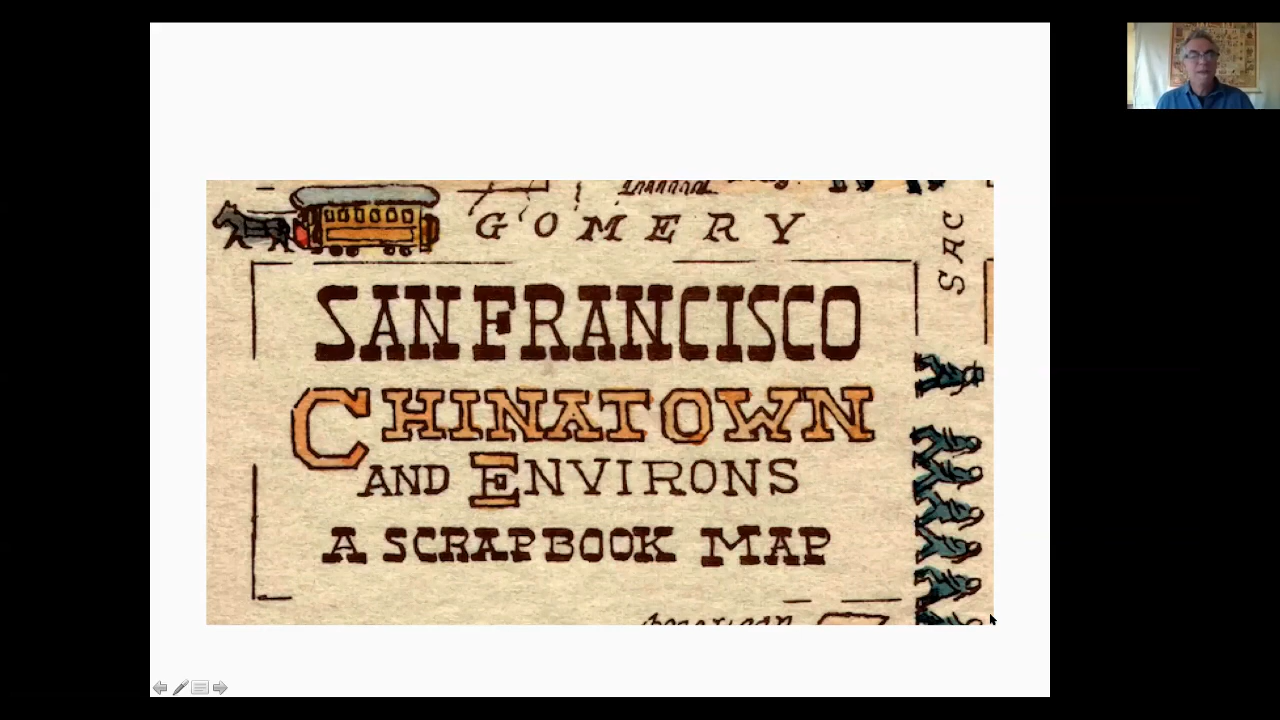 GOMERY
SAC
SAN FRANCISCO
CHINATOWN
AND ENVIRONS
A SCRAPBOOK MAP